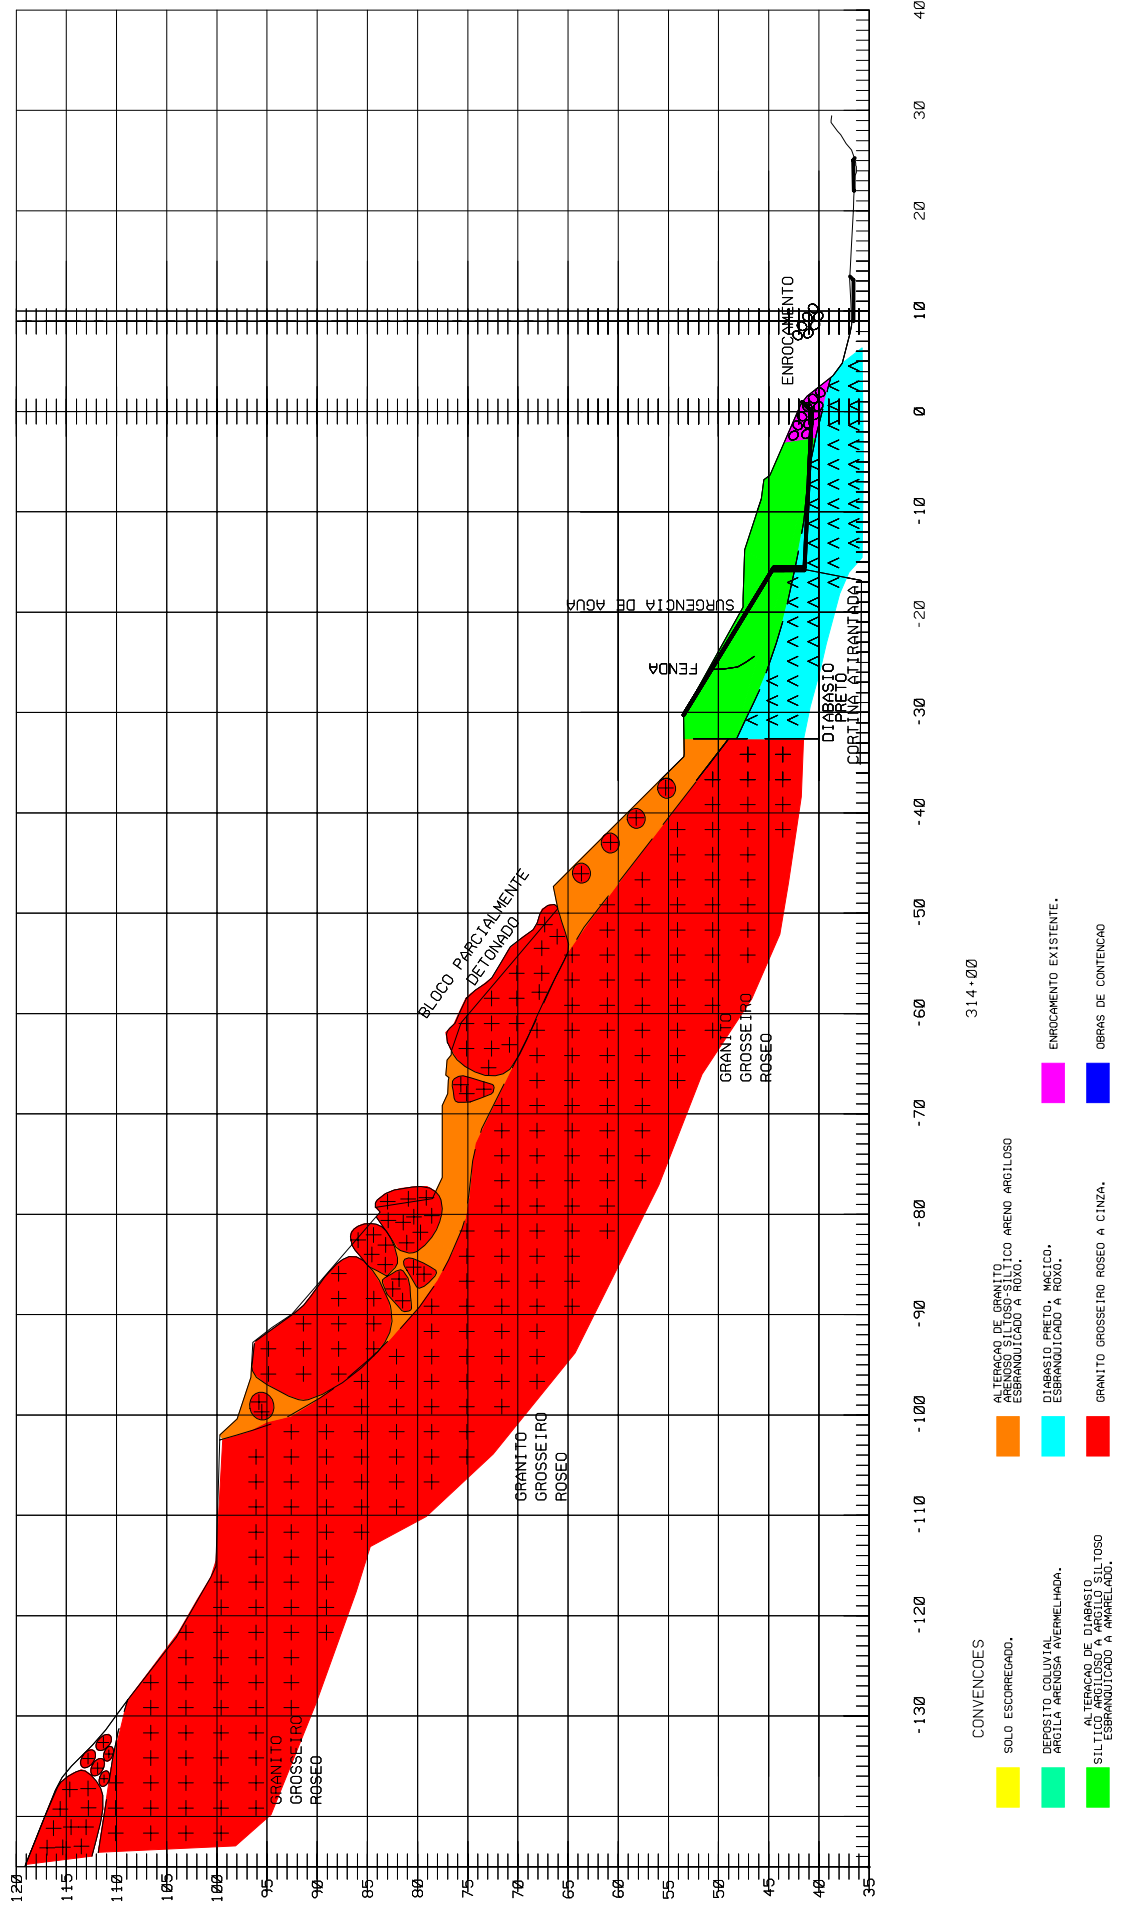 40
30
20
10
0
-10
-20
-30
-40
-50
-60
-70
-80
-90
-100
-110
-120
-130
120
115
110
105
100
95
90
85
80
75
70
65
60
55
50
45
40
35
ENROCAMENTO
SURGENCIA DE AGUA
FENDA
DIABASIO
PRETO
CORTINA ATIRANTADA
BLOCO PARCIALMENTE
DETONADO
GRANITO
GROSSEIRO
ROSEO
GRANITO
GROSSEIRO
ROSEO
GRANITO
GROSSEIRO
ROSEO
314+00
CONVENCOES
SOLO ESCORREGADO.
DEPOSITO COLUVIAL
ARGILA ARENOSA AVERMELHADA.
ALTERACAO DE DIABASIO
SILTICO ARGILOSO A ARGILO SILTOSO
ESBRANQUICADO A AMARELADO.
ALTERACAO DE GRANITO
ARENOSO SILTOSO-SILTICO ARENO ARGILOSO
ESBRANQUICADO A ROXO.
DIABASIO PRETO, MACICO.
ESBRANQUICADO A ROXO.
GRANITO GROSSEIRO ROSEO A CINZA.
ENROCAMENTO EXISTENTE.
OBRAS DE CONTENCAO